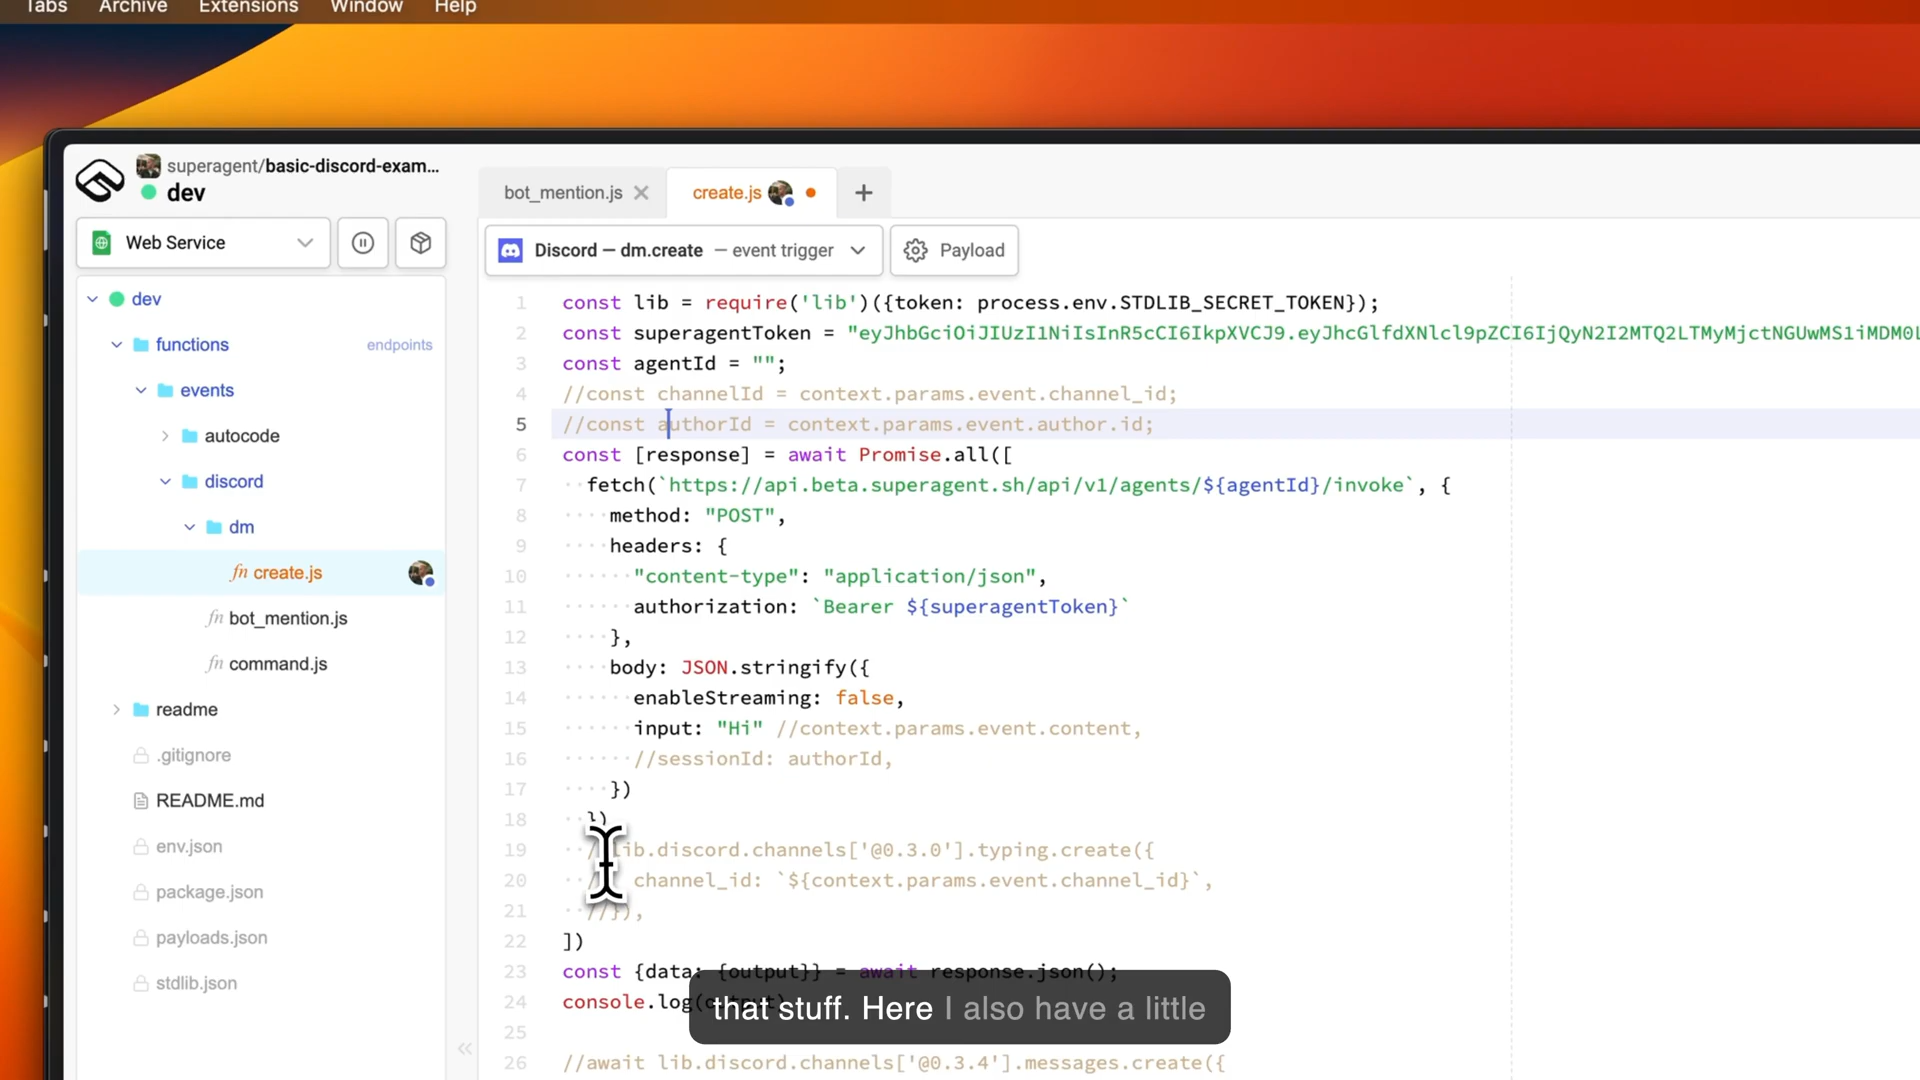 Tabs Archive Extensions Window Help
superagent/basic-discord-exam...
dev
bot_mention.js
create.js
Web Service
Discord — dm.create — event trigger
Payload
dev
functions endpoints
events
autocode
discord
dm
fn create.js
fn bot_mention.js
fn command.js
readme
.gitignore
README.md
env.json
package.json
payloads.json
stdlib.json
1 const lib = require('lib')({token: process.env.STDLIB_SECRET_TOKEN});
2 const superagentToken = "eyJhbGciOiJIUzI1NiIsInR5cCI6IkpXVCJ9.eyJhcGlfdXNlcl9pZCI6IjQyN2I2MTQ2LTMyMjctNGUwMS1iMDM0L
3 const agentId = "";
4 //const channelId = context.params.event.channel_id;
5 //const authorId = context.params.event.author.id;
6 const [response] = await Promise.all([
7 fetch(`https://api.beta.superagent.sh/api/v1/agents/${agentId}/invoke`, {
8 method: "POST",
9 headers: {
10 "content-type": "application/json",
11 authorization: `Bearer ${superagentToken}`
12 },
13 body: JSON.stringify({
14 enableStreaming: false,
15 input: "Hi" //context.params.event.content,
16 //sessionId: authorId,
17 })
18 })
19 lib.discord.channels['@0.3.0'].typing.create({
20 channel_id: `${context.params.event.channel_id}`,
21 //}),
22 ])
23 const {data: {output}} = await response.json();
24 console.log(output)
25
26 //await lib.discord.channels['@0.3.4'].messages.create({
that stuff. Here I also have a little